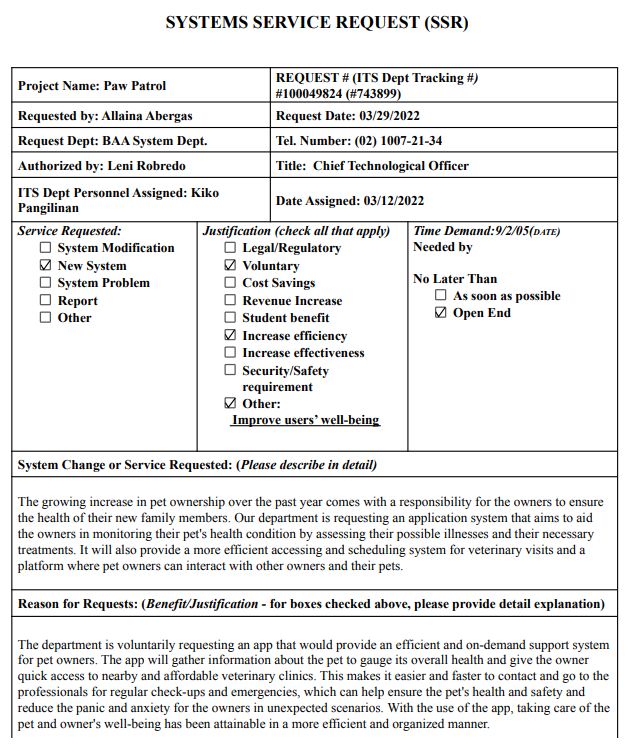 SYSTEMS SERVICE REQUEST (SSR)
Project Name: Paw Patrol
REQUEST # (ITS Dept Tracking #)
#100049824 (#743899)
Requested by: Allaina Abergas
Request Date: 03/29/2022
Request Dept: BAA System Dept.
Tel. Number: (02) 1007-21-34
Authorized by: Leni Robredo
Title: Chief Technological Officer
ITS Dept Personnel Assigned: Kiko
Pangilinan
Date Assigned: 03/12/2022
Service Requested:
☐ System Modification
☑ New System
☐ System Problem
☐ Report
☐ Other
Justification (check all that apply)
☐ Legal/Regulatory
☑ Voluntary
☐ Cost Savings
☐ Revenue Increase
☐ Student benefit
☑ Increase efficiency
☐ Increase effectiveness
☐ Security/Safety
requirement
☑ Other:
Improve users' well-being
Time Demand:9/2/05(DATE)
Needed by
No Later Than
☐ As soon as possible
☑ Open End
System Change or Service Requested: (Please describe in detail)
The growing increase in pet ownership over the past year comes with a responsibility for the owners to ensure
the health of their new family members. Our department is requesting an application system that aims to aid
the owners in monitoring their pet's health condition by assessing their possible illnesses and their necessary
treatments. It will also provide a more efficient accessing and scheduling system for veterinary visits and a
platform where pet owners can interact with other owners and their pets.
Reason for Requests: (Benefit/Justification - for boxes checked above, please provide detail explanation)
The department is voluntarily requesting an app that would provide an efficient and on-demand support system
for pet owners. The app will gather information about the pet to gauge its overall health and give the owner
quick access to nearby and affordable veterinary clinics. This makes it easier and faster to contact and go to the
professionals for regular check-ups and emergencies, which can help ensure the pet's health and safety and
reduce the panic and anxiety for the owners in unexpected scenarios. With the use of the app, taking care of the
pet and owner's well-being has been attainable in a more efficient and organized manner.